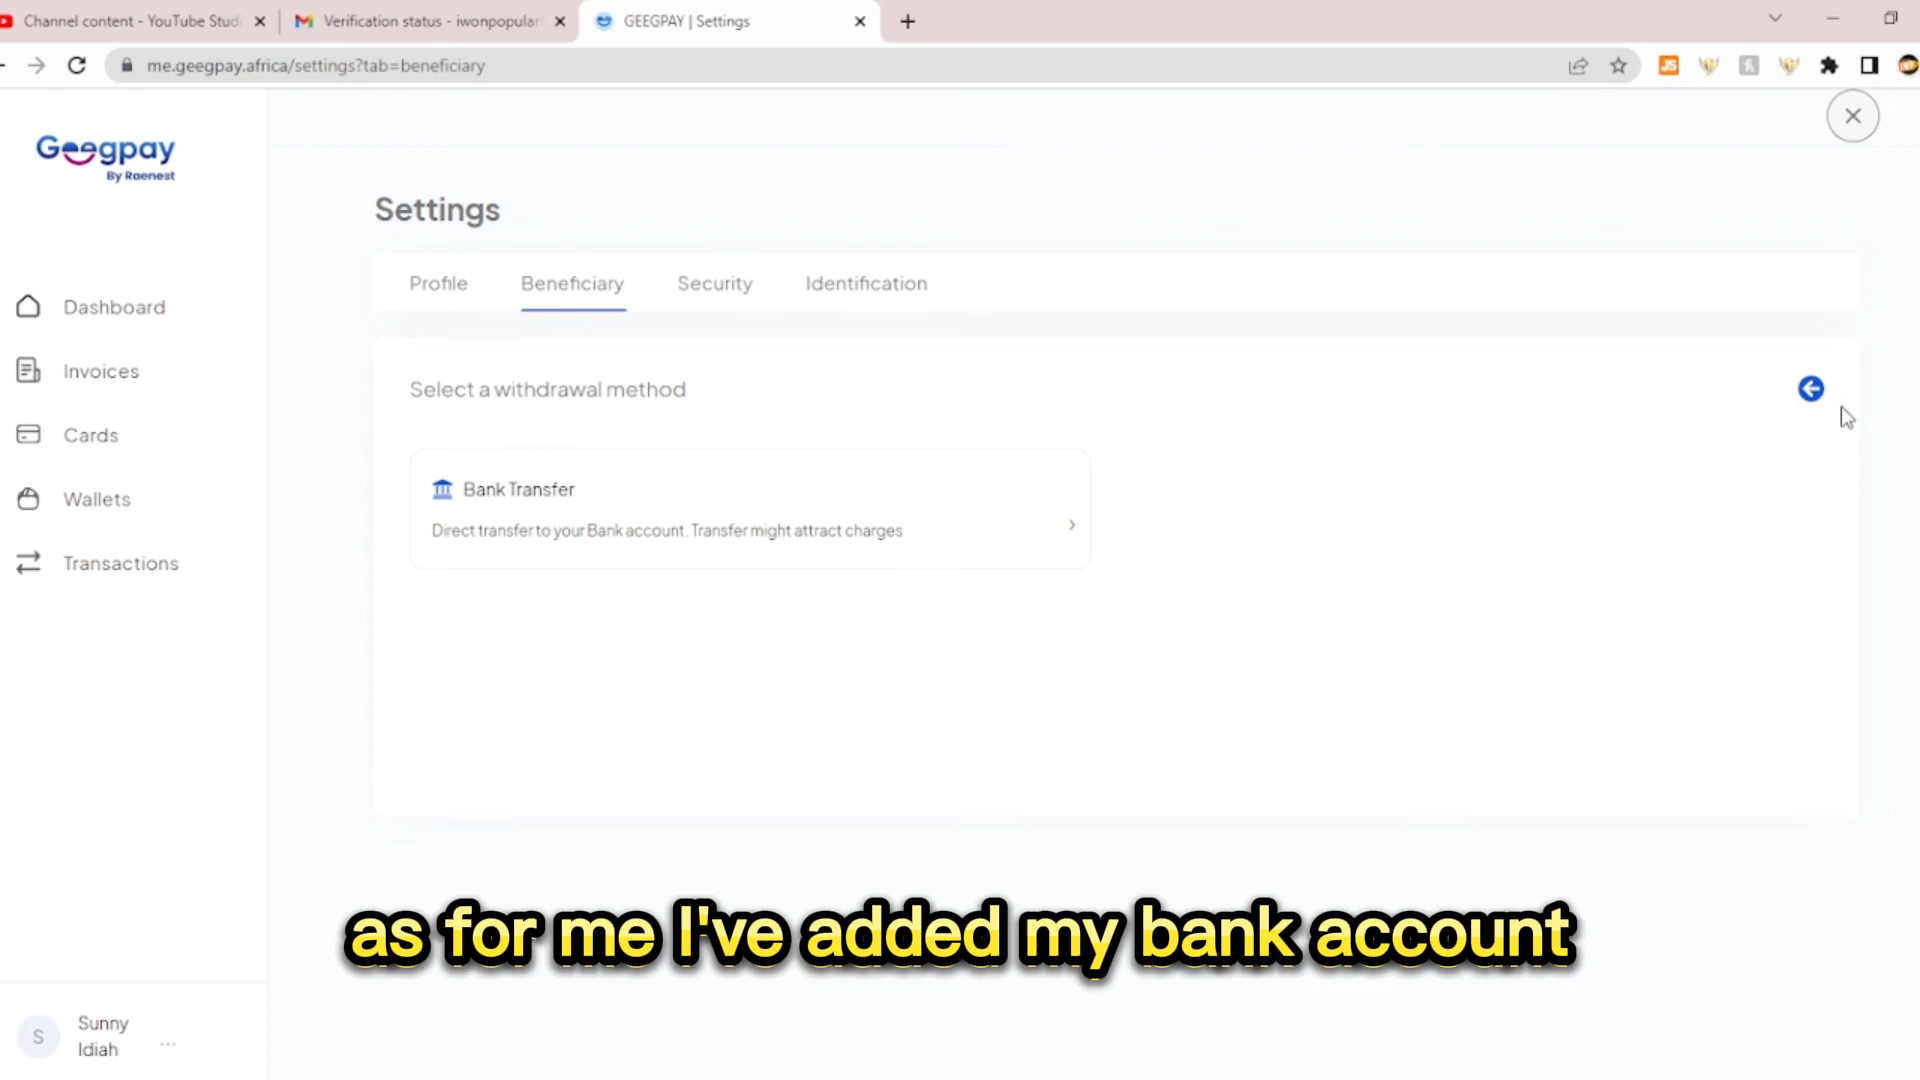 Channel content - YouTube Studi
Verification status - iwonpopular
GEEGPAY | Settings
me.geegpay.africa/settings?tab=beneficiary
JS
Geegpay
By Raenest
Settings
Profile
Beneficiary
Security
Identification
Dashboard
Invoices
Cards
Wallets
Transactions
Select a withdrawal method
Bank Transfer
Direct transfer to your Bank account. Transfer might attract charges
as for me I've added my bank account
S
Sunny
Idiah
...